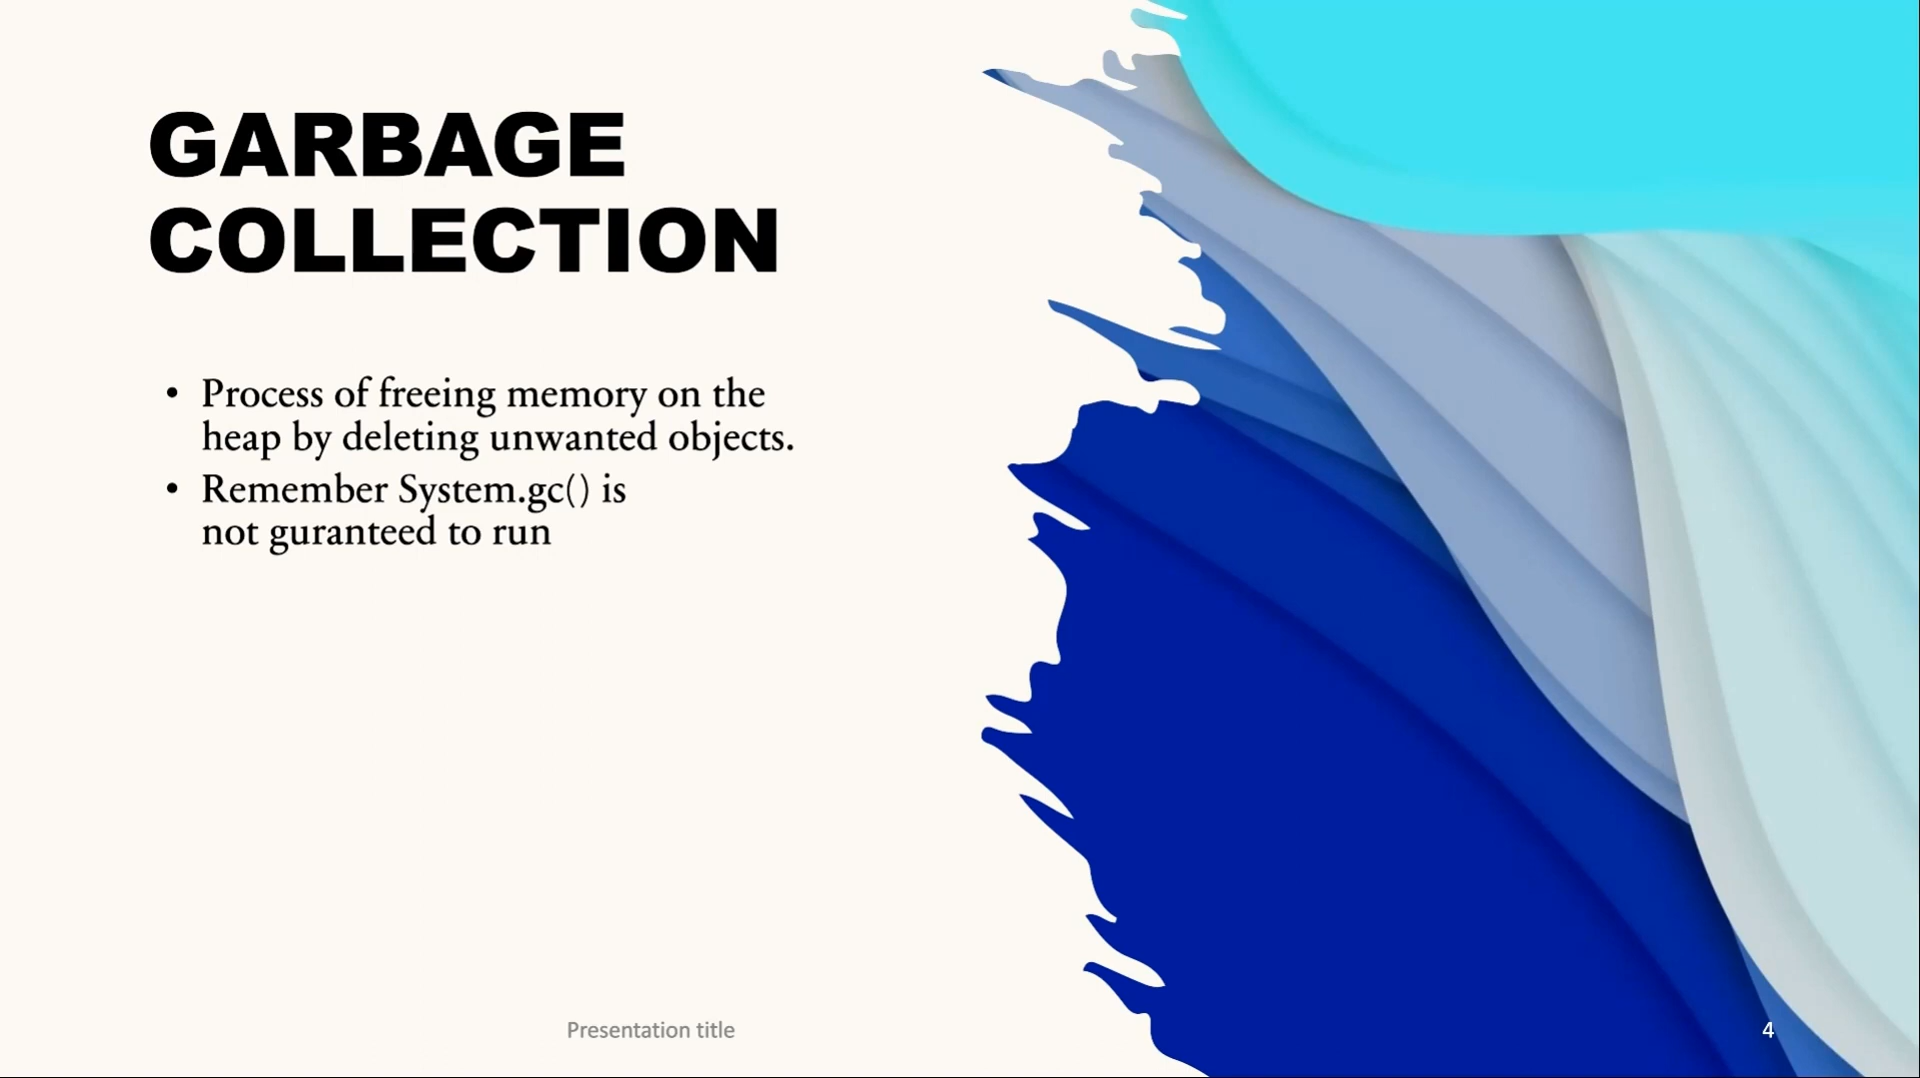 GARBAGE
COLLECTION
• Process of freeing memory on the
heap by deleting unwanted objects.
• Remember System.gc() is
not guranteed to run
Presentation title
4